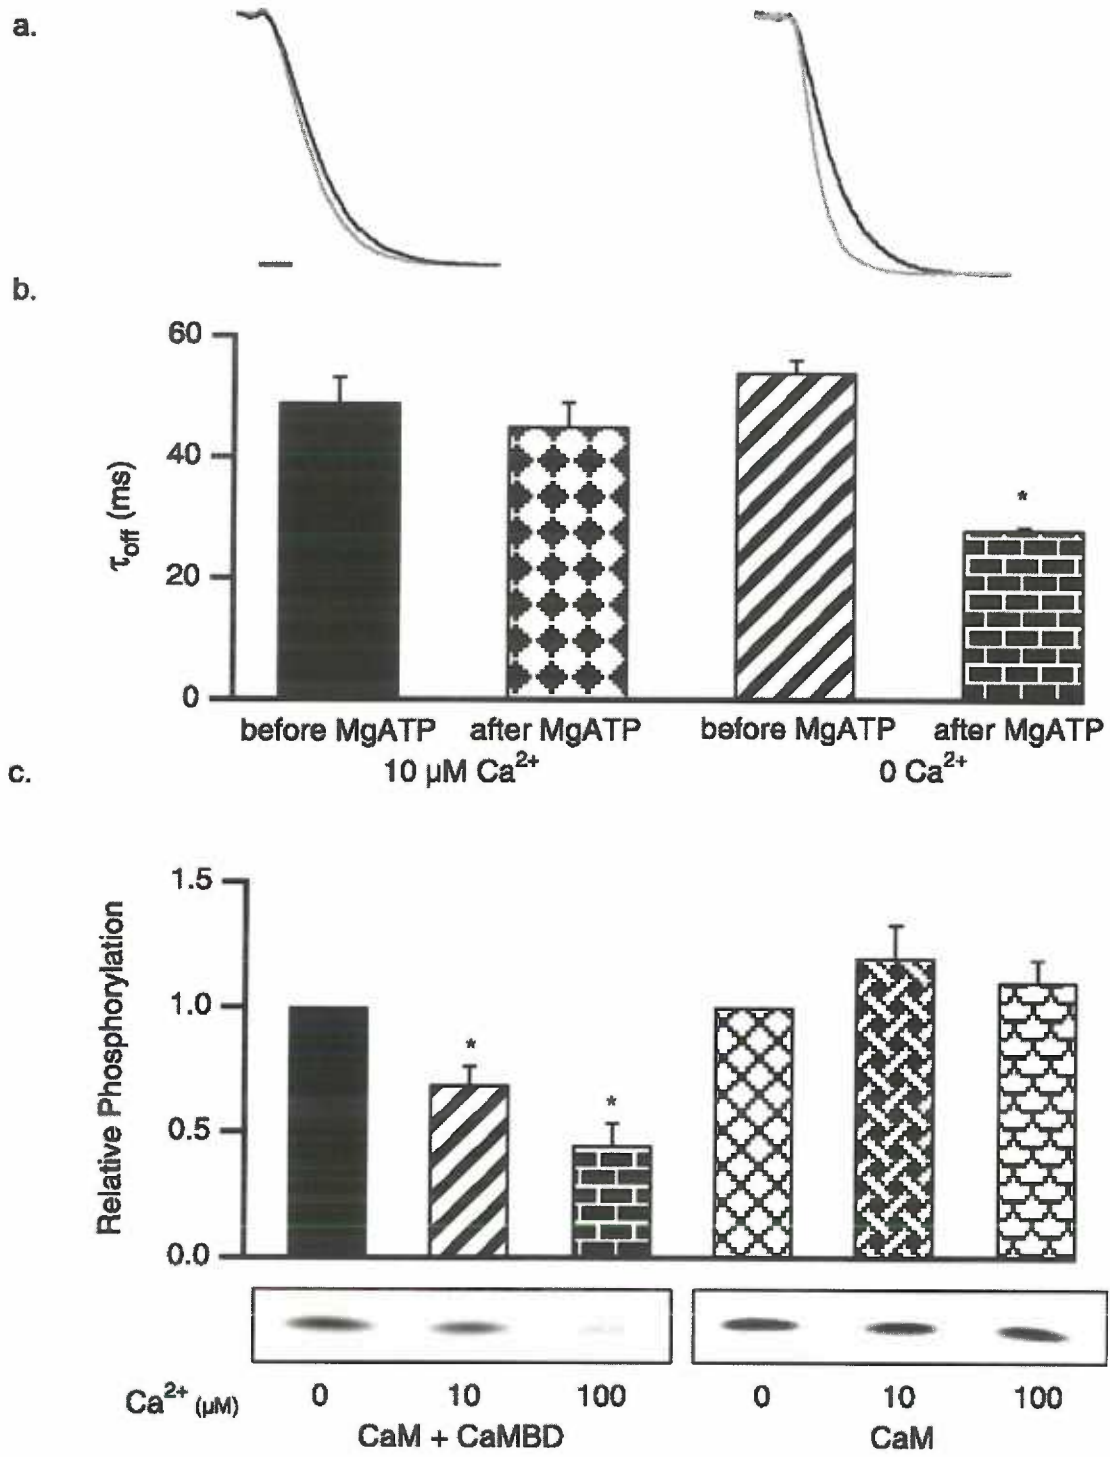 a.
b.
60
40
20
0
τoff (ms)
*
before MgATP after MgATP before MgATP after MgATP
10 µM Ca2+ 0 Ca2+
c.
1.5
1.0
0.5
0.0
Relative Phosphorylation
*
*
Ca2+ (µM) 0 10 100 0 10 100
CaM + CaMBD CaM